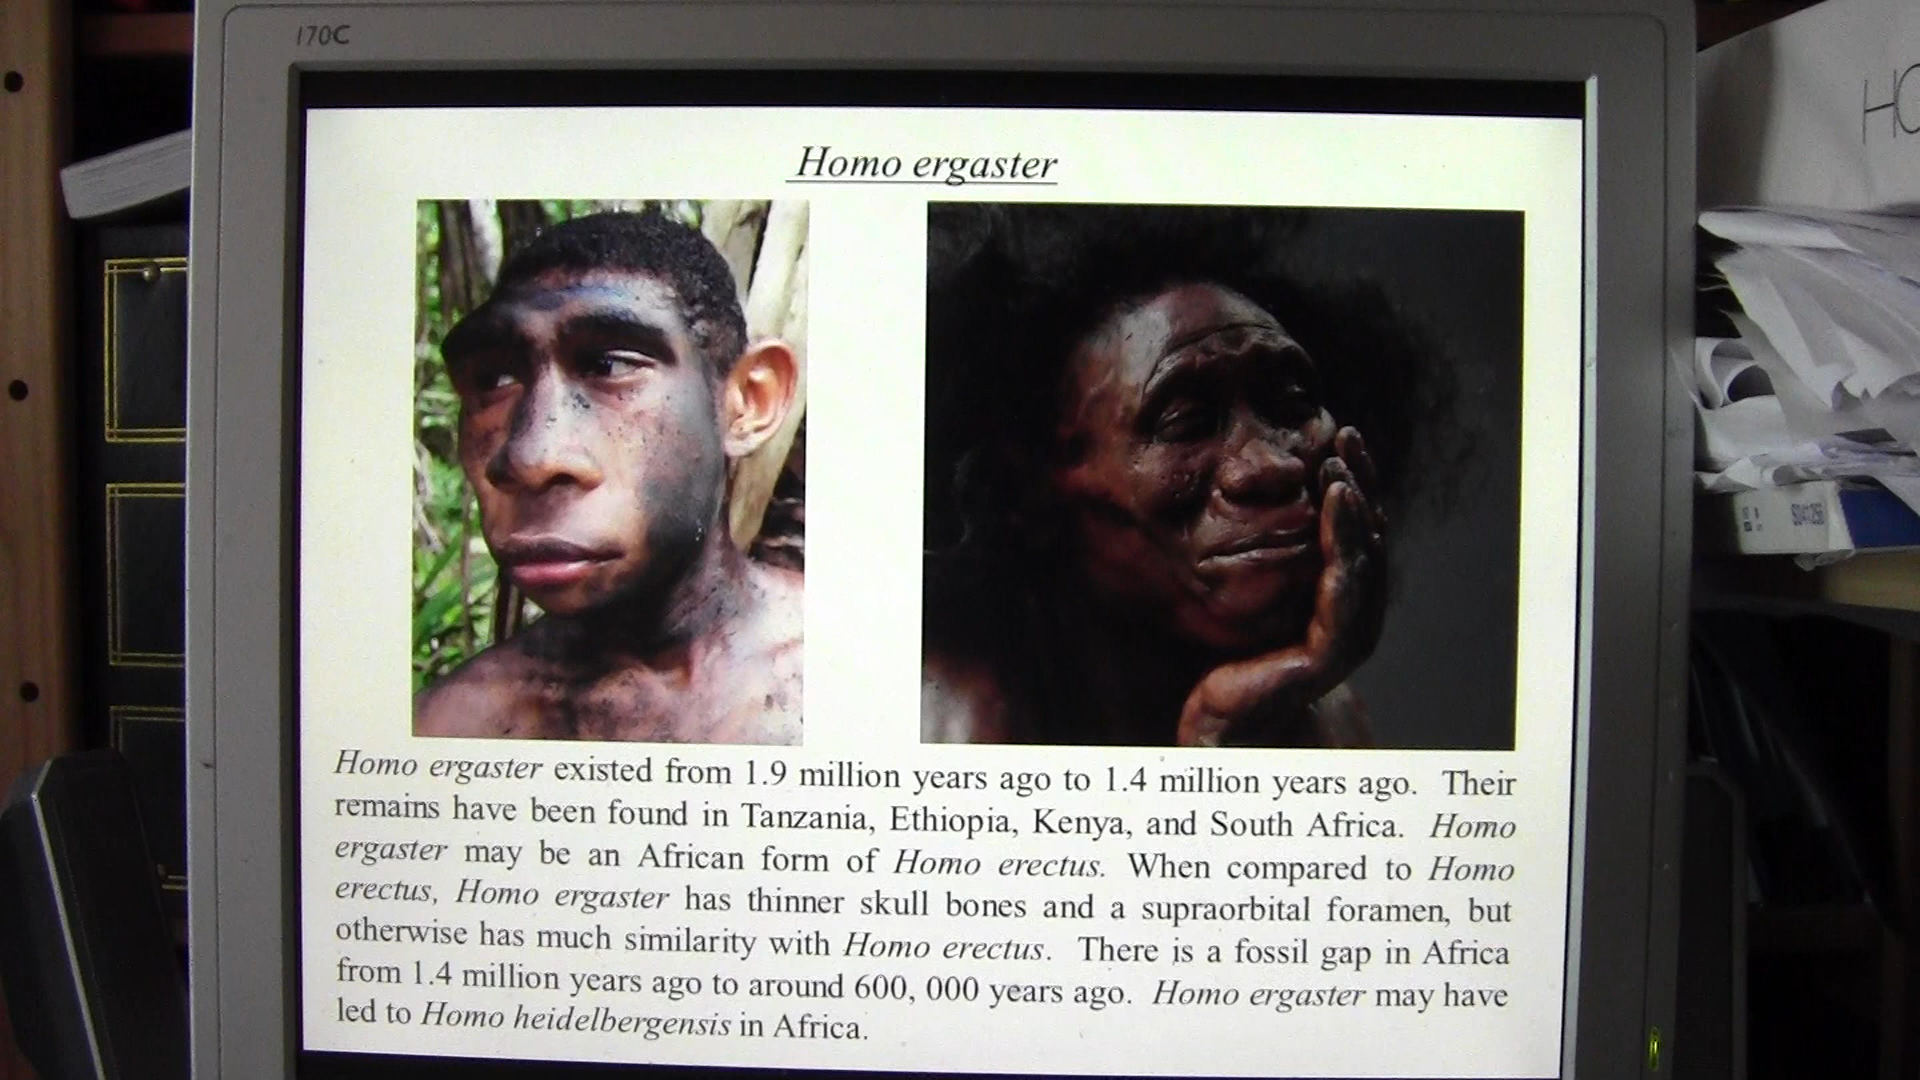 170C
HO
Homo ergaster
Homo ergaster existed from 1.9 million years ago to 1.4 million years ago. Their
remains have been found in Tanzania, Ethiopia, Kenya, and South Africa. Homo
ergaster may be an African form of Homo erectus. When compared to Homo
erectus, Homo ergaster has thinner skull bones and a supraorbital foramen, but
otherwise has much similarity with Homo erectus. There is a fossil gap in Africa
from 1.4 million years ago to around 600, 000 years ago. Homo ergaster may have
led to Homo heidelbergensis in Africa.